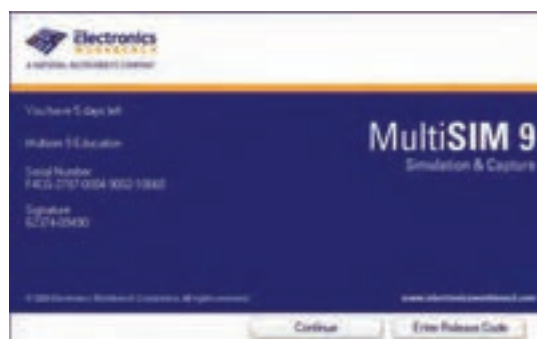 Electronics
WORKBENCH
A NATIONAL INSTRUMENTS COMPANY
You have 5 days left
Multisim 9 Education
MultiSIM 9
Simulation & Capture
Serial Number
Signature
www.electronicsworkbench.com
Continue
Enter Release Code